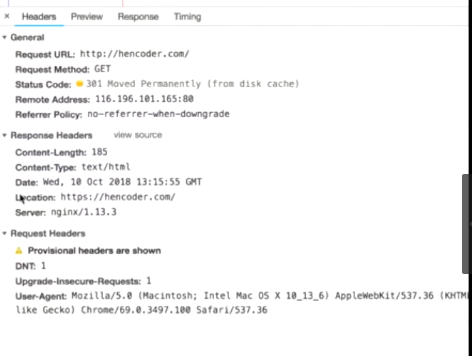 × Headers Preview Response Timing
▼ General
Request URL: http://hencoder.com/
Request Method: GET
Status Code: 301 Moved Permanently (from disk cache)
Remote Address: 116.196.101.165:80
Referrer Policy: no-referrer-when-downgrade
▼ Response Headers view source
Content-Length: 185
Content-Type: text/html
Date: Wed, 10 Oct 2018 13:15:55 GMT
Location: https://hencoder.com/
Server: nginx/1.13.3
▼ Request Headers
⚠ Provisional headers are shown
DNT: 1
Upgrade-Insecure-Requests: 1
User-Agent: Mozilla/5.0 (Macintosh; Intel Mac OS X 10_13_6) AppleWebKit/537.36 (KHTM
like Gecko) Chrome/69.0.3497.100 Safari/537.36